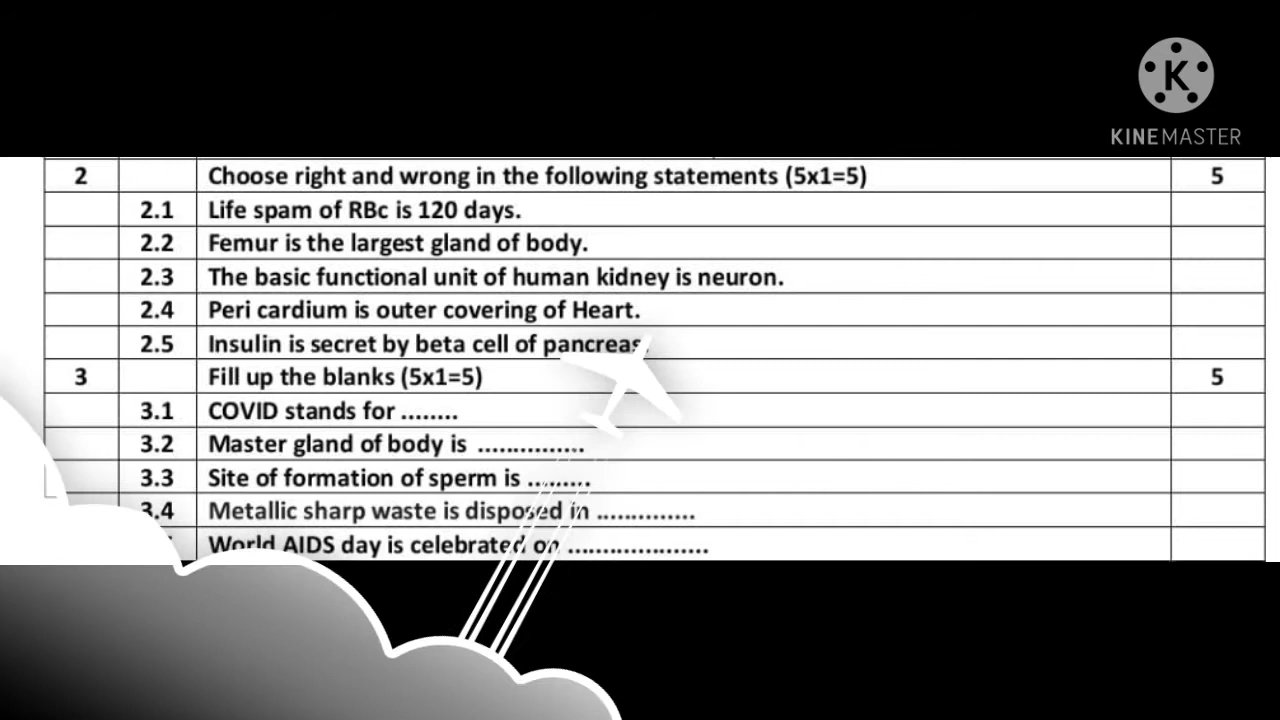 KINEMASTER
2 Choose right and wrong in the following statements (5x1=5) 5
2.1 Life spam of RBc is 120 days.
2.2 Femur is the largest gland of body.
2.3 The basic functional unit of human kidney is neuron.
2.4 Peri cardium is outer covering of Heart.
2.5 Insulin is secret by beta cell of pancreas.
3 Fill up the blanks (5x1=5) 5
3.1 COVID stands for ........
3.2 Master gland of body is ...............
3.3 Site of formation of sperm is .........
3.4 Metallic sharp waste is disposed in ..............
World AIDS day is celebrated on ....................